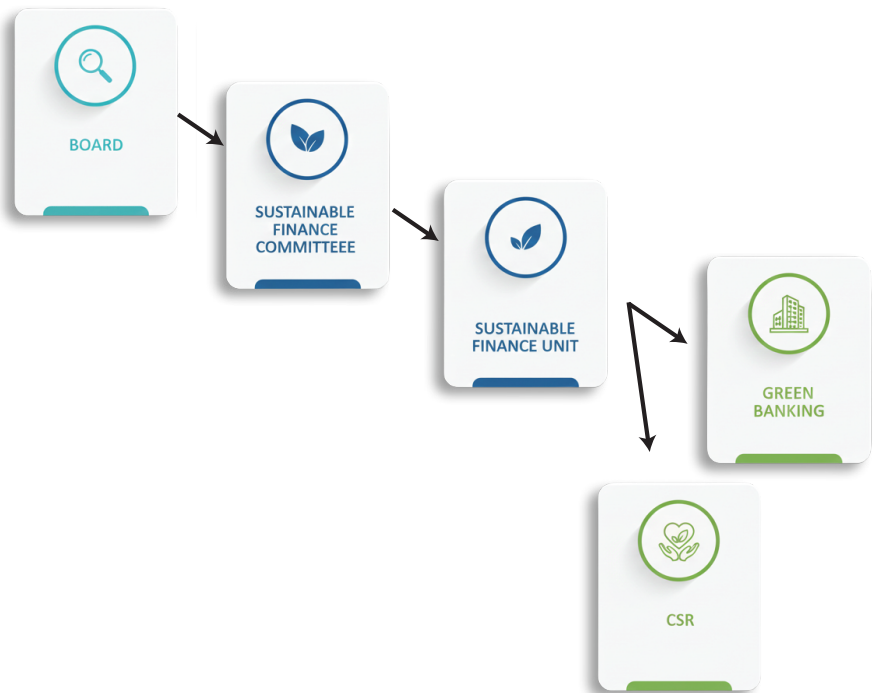 BOARD
SUSTAINABLE
FINANCE
COMMITTEEE
SUSTAINABLE
FINANCE UNIT
GREEN
BANKING
CSR